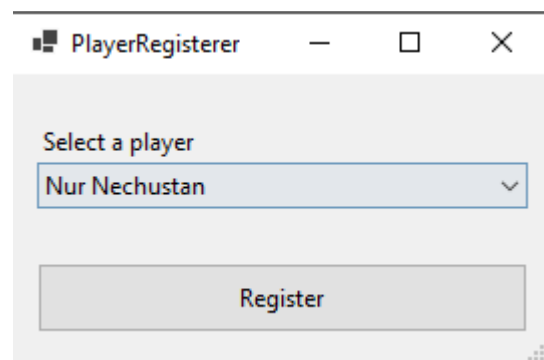 PlayerRegisterer
Select a player
Nur Nechustan
Register